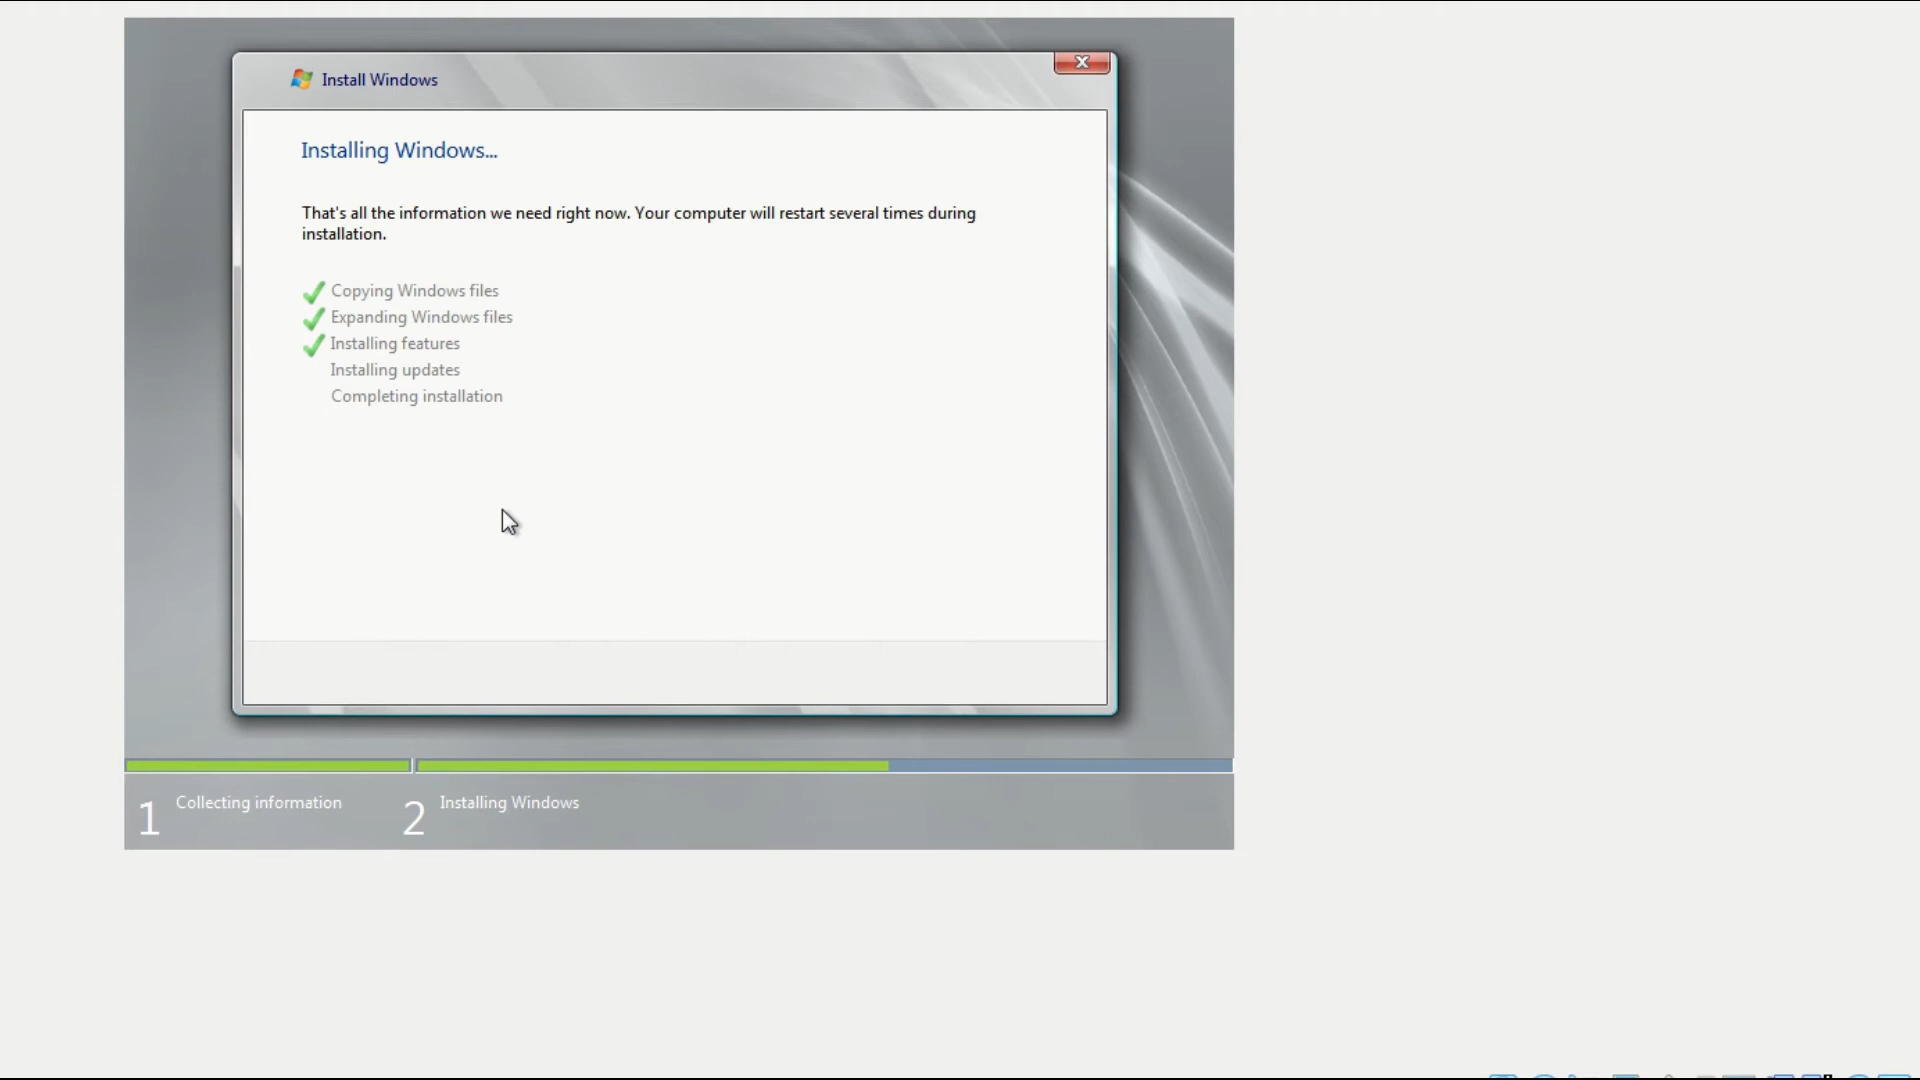 Install Windows
Installing Windows...
That's all the information we need right now. Your computer will restart several times during
installation.
Copying Windows files
Expanding Windows files
Installing features
Installing updates
Completing installation
1 Collecting information 2 Installing Windows